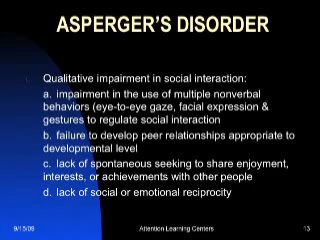 ASPERGER'S DISORDER
Qualitative impairment in social interaction:
a. impairment in the use of multiple nonverbal
behaviors (eye-to-eye gaze, facial expression &
gestures to regulate social interaction
b. failure to develop peer relationships appropriate to
developmental level
c. lack of spontaneous seeking to share enjoyment,
interests, or achievements with other people
d. lack of social or emotional reciprocity
9/15/09 Attention Learning Centers 13